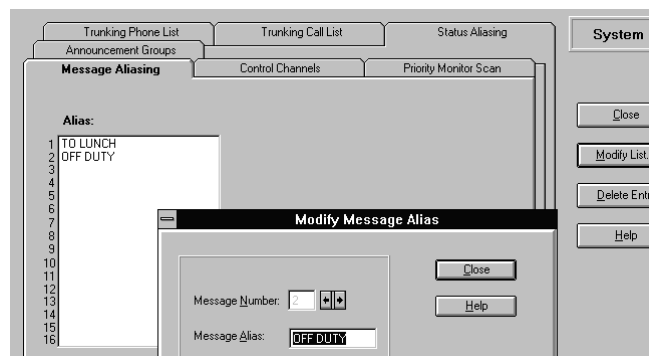 Trunking Phone List
Trunking Call List
Status Aliasing
Announcement Groups
Message Aliasing
Control Channels
Priority Monitor Scan
System
Alias:
1 TO LUNCH
2 OFF DUTY
3
4
5
6
7
8
9
10
11
12
13
14
15
16
Close
Modify List.
Delete Entr
Help
Modify Message Alias
Message Number: 2
Message Alias: OFF DUTY
Close
Help